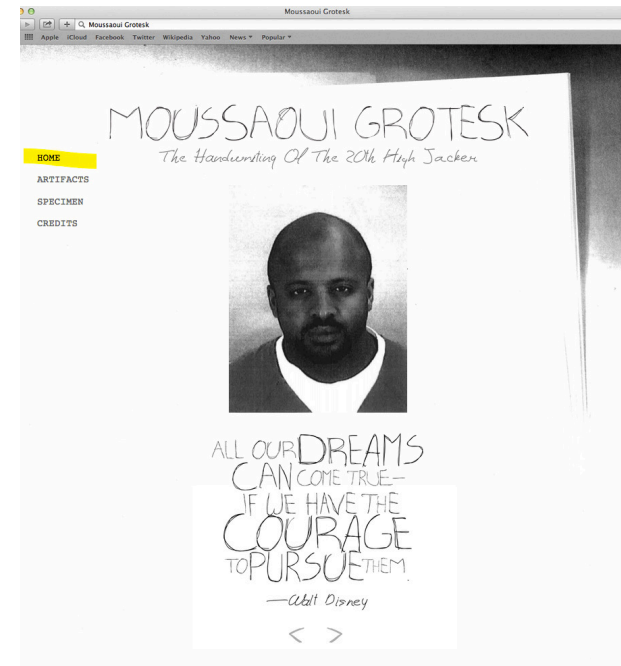 Moussaoui Grotesk
Moussaoui Grotesk
Apple iCloud Facebook Twitter Wikipedia Yahoo News Popular
MOUSSAOUI GROTESK
The Handwriting Of The 20th High Jacker
HOME
ARTIFACTS
SPECIMEN
CREDITS
ALL OUR DREAMS
CAN COME TRUE—
IF WE HAVE THE
COURAGE
TO PURSUE THEM.
—Walt Disney